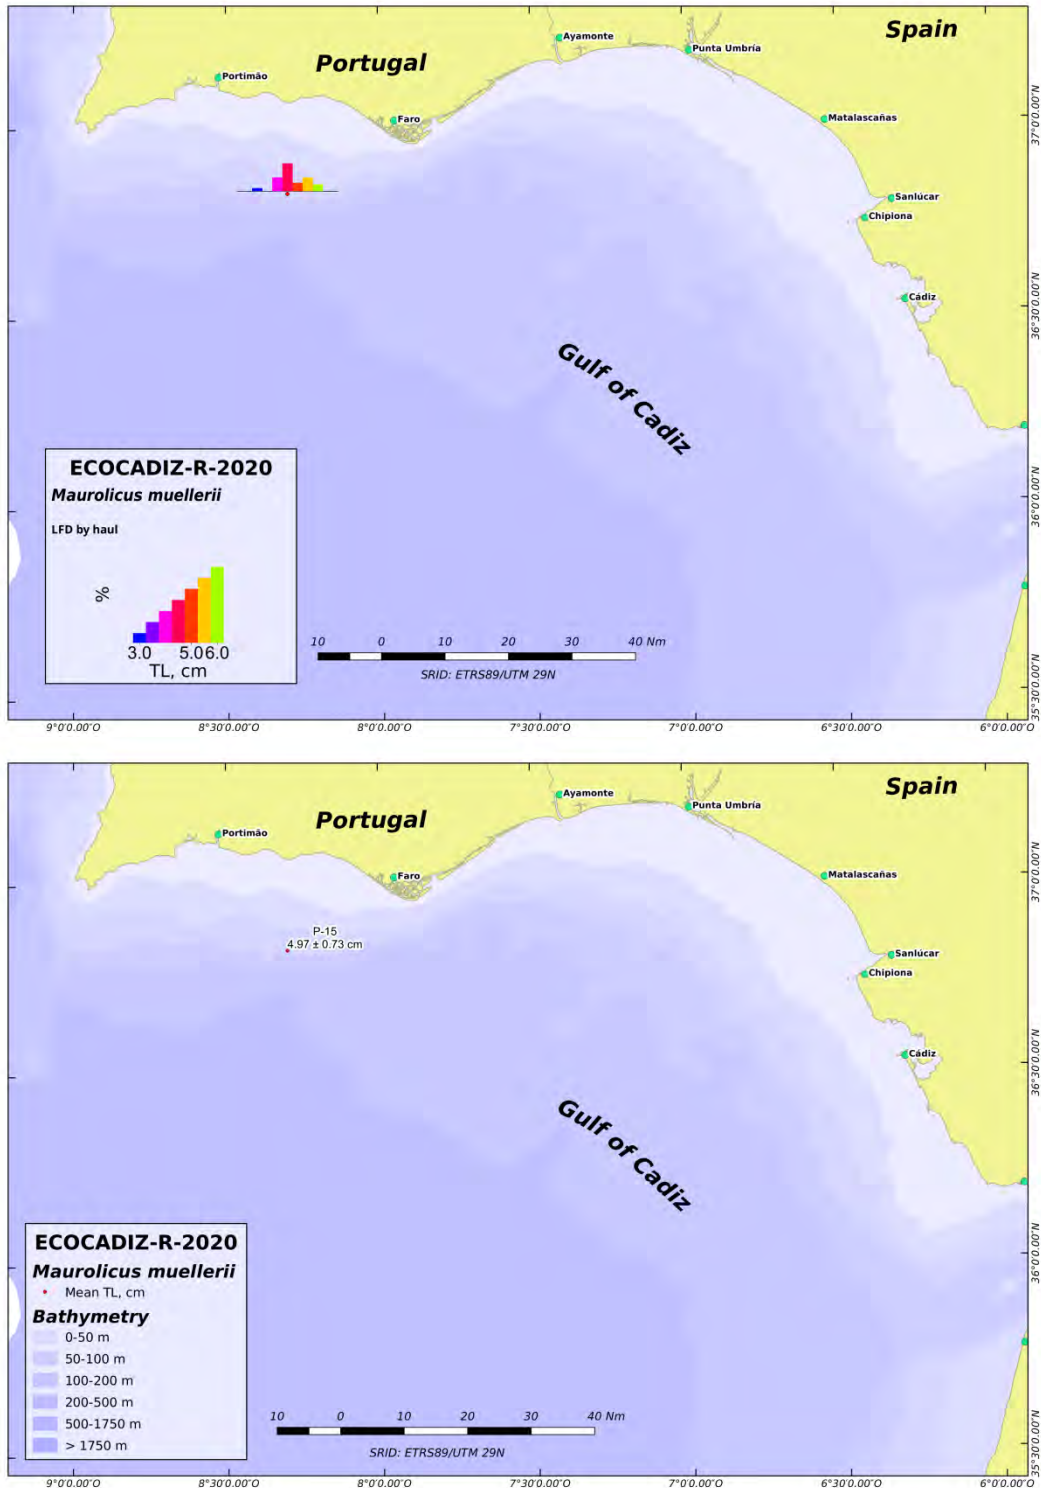 Spain
Portugal
Ayamonte
Punta Umbría
Portimão
Faro
Matalascañas
Sanlúcar
Chipiona
Cádiz
Gulf of Cadiz
37°0'0.00"N
36°30'0.00"N
36°0'0.00"N
35°30'0.00"N
ECOCADIZ-R-2020
Maurolicus muellerii
LFD by haul
%
3.0 5.0 6.0
TL, cm
10 0 10 20 30 40 Nm
SRID: ETRS89/UTM 29N
9°0'0.00"O 8°30'0.00"O 8°0'0.00"O 7°30'0.00"O 7°0'0.00"O 6°30'0.00"O 6°0'0.00"O
Spain
Portugal
Ayamonte
Punta Umbría
Portimão
Faro
Matalascañas
P-15
4.97 ± 0.73 cm
Sanlúcar
Chipiona
Cádiz
Gulf of Cadiz
37°0'0.00"N
36°30'0.00"N
36°0'0.00"N
35°30'0.00"N
ECOCADIZ-R-2020
Maurolicus muellerii
Mean TL, cm
Bathymetry
0-50 m
50-100 m
100-200 m
200-500 m
500-1750 m
> 1750 m
10 0 10 20 30 40 Nm
SRID: ETRS89/UTM 29N
9°0'0.00"O 8°30'0.00"O 8°0'0.00"O 7°30'0.00"O 7°0'0.00"O 6°30'0.00"O 6°0'0.00"O